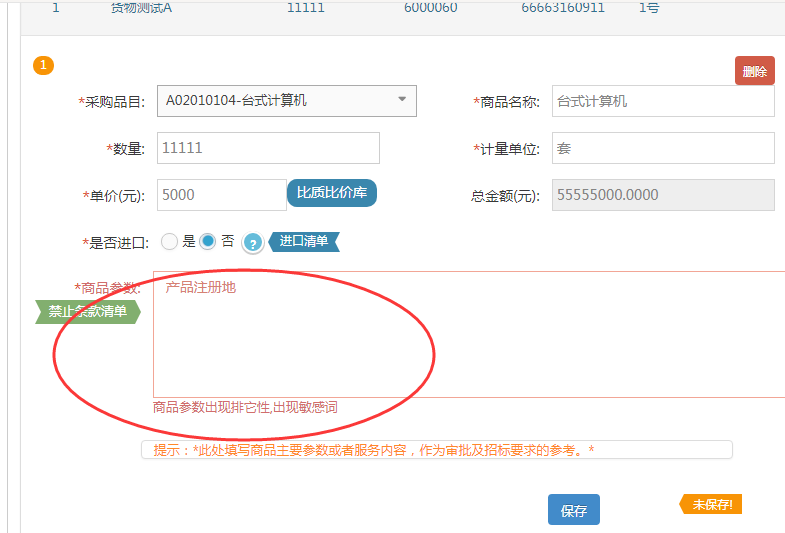 1 货物测试A 11111 6000060 66663160911 1号
1
删除
*采购品目: A02010104-台式计算机 *商品名称: 台式计算机
*数量: 11111 *计量单位: 套
*单价(元): 5000 比质比价库 总金额(元): 55555000.0000
*是否进口: 是 否 ? 进口清单
*商品参数: 产品注册地
禁止条款清单
商品参数出现排它性,出现敏感词
提示：*此处填写商品主要参数或者服务内容，作为审批及招标要求的参考。*
保存 未保存!